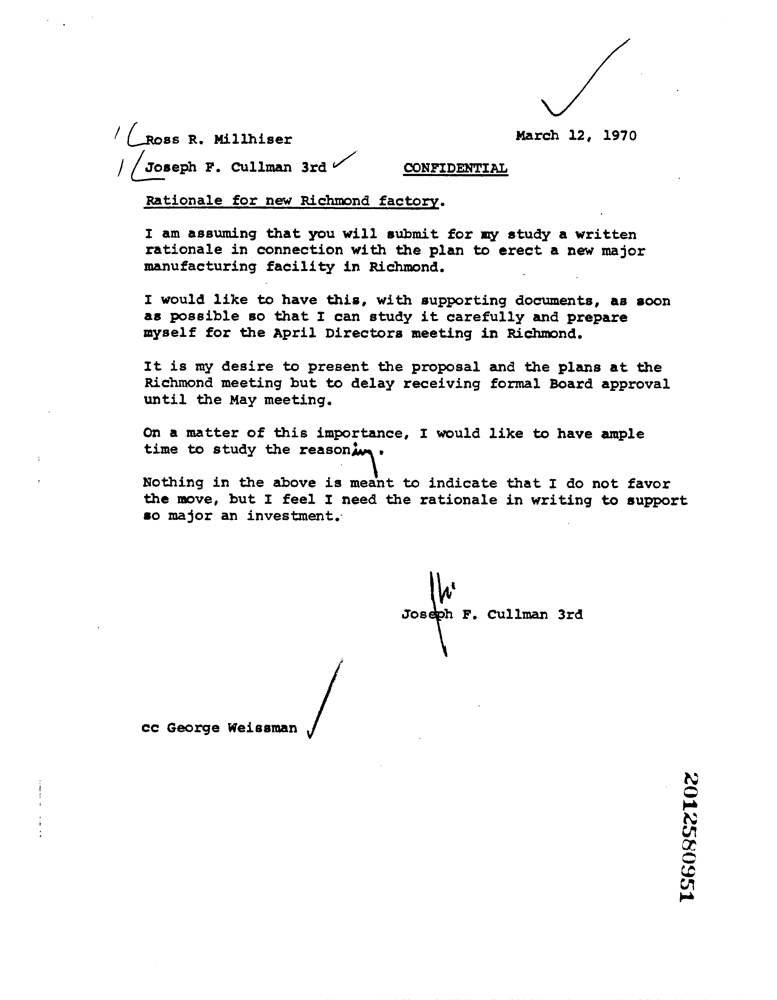 Ross R. Millhiser
March 12, 1970
Joseph F. Cullman 3rd
CONFIDENTIAL
Rationale for new Richmond factory.
I am assuming that you will submit for my study a written
rationale in connection with the plan to erect a new major
manufacturing facility in Richmond.
I would like to have this, with supporting documents, as soon
as possible so that I can study it carefully and prepare
myself for the April Directors meeting in Richmond.
It is my desire to present the proposal and the plans at the
Richmond meeting but to delay receiving formal Board approval
until the May meeting.
On a matter of this importance, I would like to have ample
time to study the reasoning.
Nothing in the above is meant to indicate that I do not favor
the move, but I feel I need the rationale in writing to support
so major an investment.
Joseph F. Cullman 3rd
cc George Weissman
2012580951